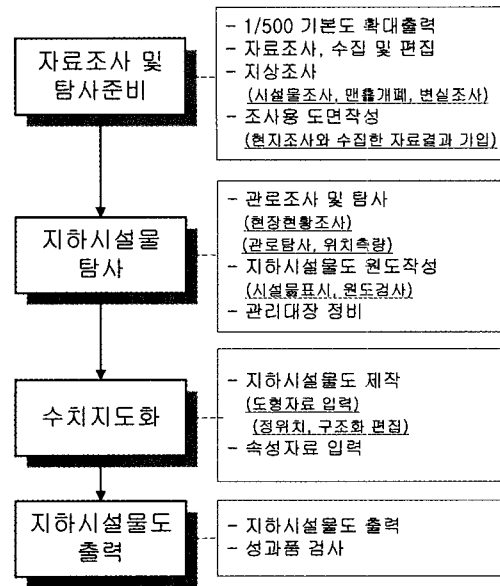 자료조사 및
탐사준비
- 1/500 기본도 확대출력
- 자료조사, 수집 및 편집
- 지상조사
(시설물조사, 맨홀개폐, 변실조사)
- 조사용 도면작성
(현지조사와 수집한 자료결과 가입)
지하시설물
탐사
- 관로조사 및 탐사
(현장현황조사)
(관로탐사, 위치측량)
- 지하시설물도 원도작성
(시설물표시, 원도검사)
- 관리대장 정비
수치지도화
- 지하시설물도 제작
(도형자료 입력)
(정위치, 구조화 편집)
- 속성자료 입력
지하시설물도
출력
- 지하시설물도 출력
- 성과품 검사